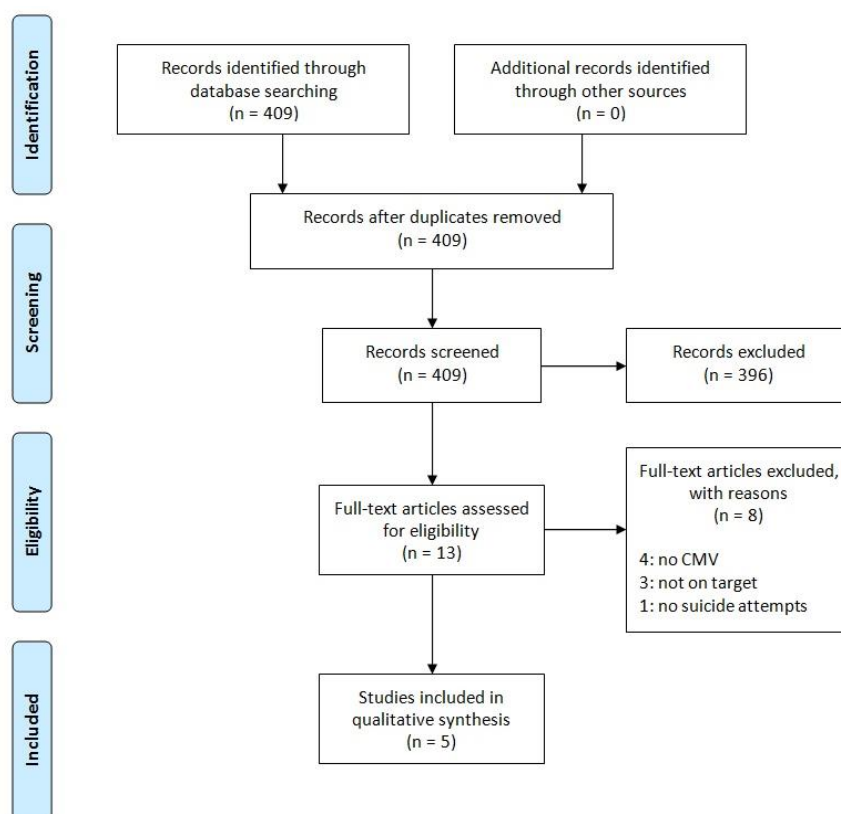 Identification
Records identified through
database searching
(n = 409)
Additional records identified
through other sources
(n = 0)
Records after duplicates removed
(n = 409)
Screening
Records screened
(n = 409)
Records excluded
(n = 396)
Eligibility
Full-text articles assessed
for eligibility
(n = 13)
Full-text articles excluded,
with reasons
(n = 8)
4: no CMV
3: not on target
1: no suicide attempts
Included
Studies included in
qualitative synthesis
(n = 5)